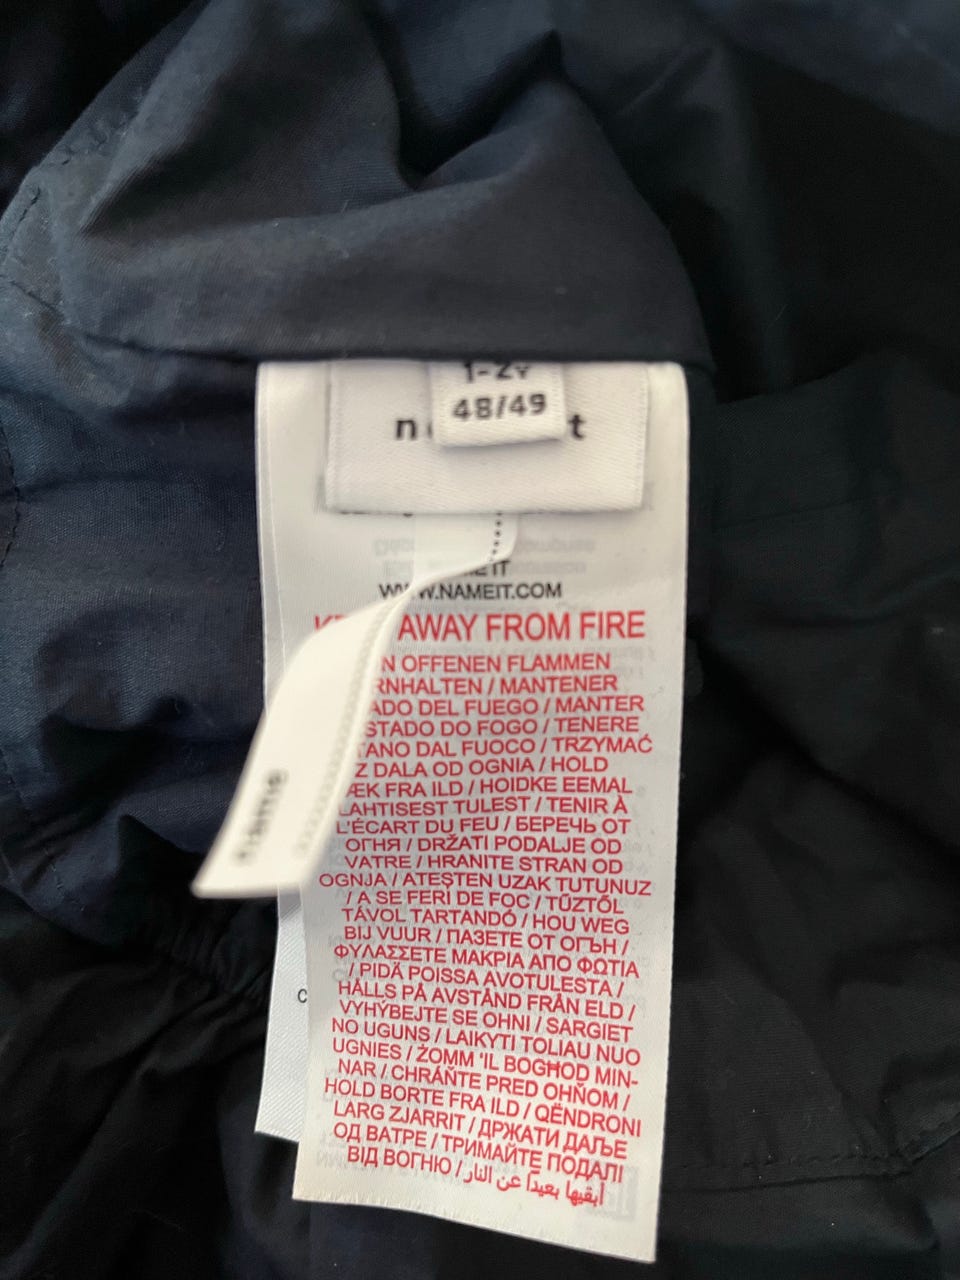 1-2Y
48/49
n t
name
IT
WWW.NAMEIT.COM
AWAY FROM FIRE
N OFFENEN FLAMMEN
RNHALTEN / MANTENER
ADO DEL FUEGO / MANTER
STADO DO FOGO / TENERE
TANO DAL FUOCO / TRZYMAĆ
Z DALA OD OGNIA / HOLD
ÆK FRA ILD / HOIDKE EEMAL
LAHTISEST TULEST / TENIR À
L'ÉCART DU FEU / БЕРЕЧЬ ОТ
ОГНЯ / DRŽATI PODALJE OD
VATRE / HRANITE STRAN OD
OGNJA / ATEŞTEN UZAK TUTUNUZ
/ A SE FERI DE FOC / TŰZTŐL
TÁVOL TARTANDÓ / HOU WEG
BIJ VUUR / ПАЗЕТЕ ОТ ОГЪН /
ΦΥΛΑΣΣΕΤΕ ΜΑΚΡΙΑ ΑΠΟ ΦΩΤΙΑ
/ PIDÄ POISSA AVOTULESTA /
HÅLLS PÅ AVSTÅND FRÅN ELD /
VYHÝBEJTE SE OHNI / SARGIET
NO UGUNS / LAIKYTI TOLIAU NUO
UGNIES / ŻOMM 'IL BOGĦOD MIN-
NAR / CHRÁŇTE PRED OHŇOM /
HOLD BORTE FRA ILD / QËNDRONI
LARG ZJARRIT / ДРЖАТИ ДАЉЕ
ОД ВАТРЕ / ТРИМАЙТЕ ПОДАЛІ
ВІД ВОГНЮ / أبقيها بعيداً عن النار
C